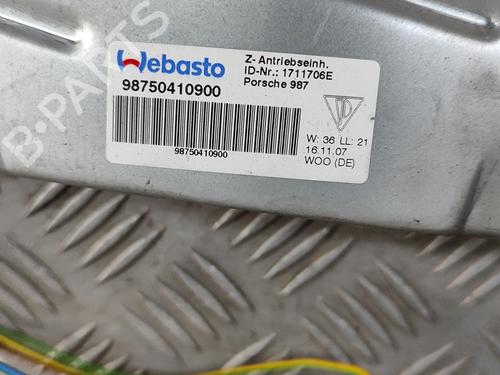 Webasto
98750410900
98750410900
Z- Antriebseinh.
ID-Nr.: 1711706E
Porsche 987
W: 36 LL: 21
16.11.07
WOO (DE)
B-PARTS